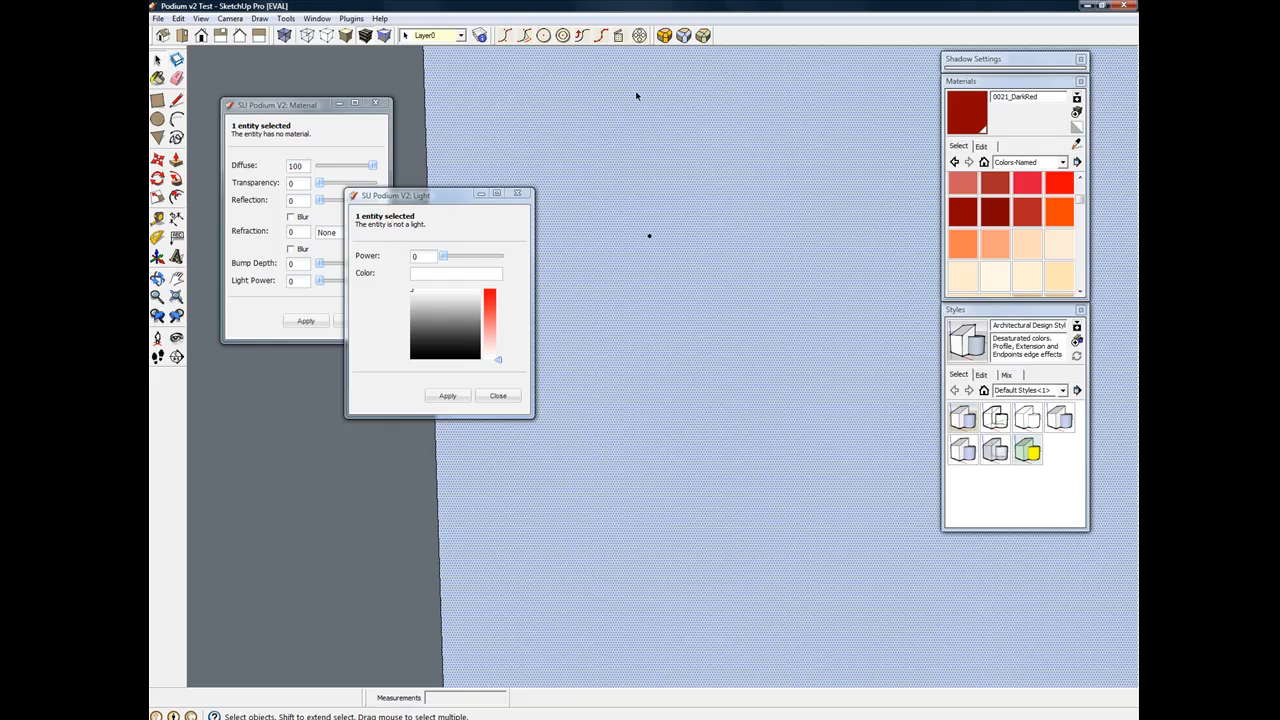 Podium v2 Test - SketchUp Pro [EVAL]
File Edit View Camera Draw Tools Window Plugins Help
Layer0
SU Podium V2: Material
1 entity selected
The entity has no material.
Diffuse: 100
Transparency: 0
Reflection: 0
Blur
Refraction: 0 None
Blur
Bump Depth: 0
Light Power: 0
Apply
SU Podium V2: Light
1 entity selected
The entity is not a light.
Power: 0
Color:
Apply Close
Shadow Settings
Materials
0021_DarkRed
Select Edit
Colors-Named
Styles
Architectural Design Styl
Desaturated colors.
Profile, Extension and
Endpoints edge effects
Select Edit Mix
Default Styles<1>
Measurements
Select objects. Shift to extend select. Drag mouse to select multiple.